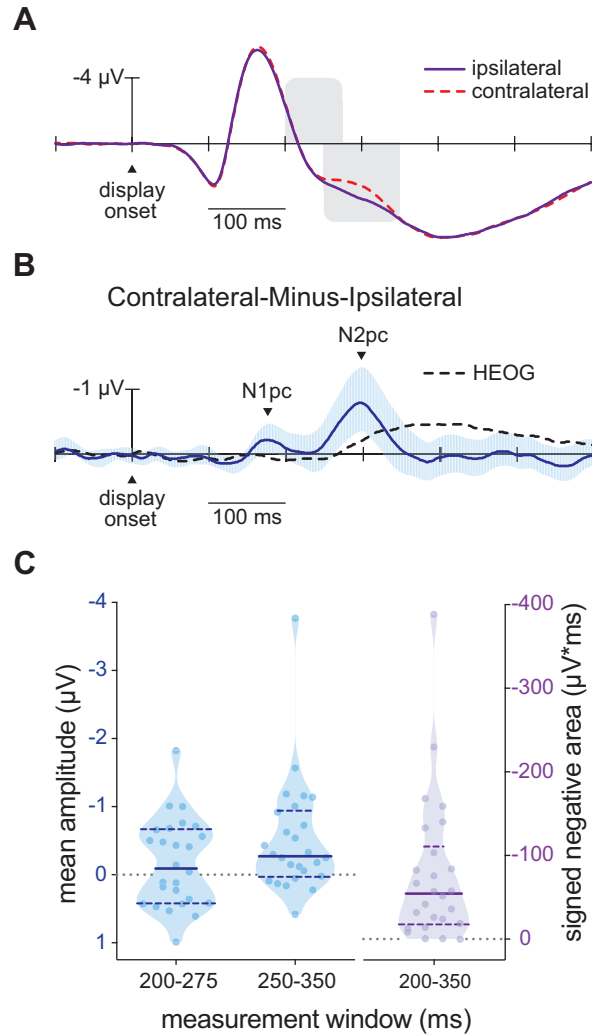 A
-4 µV
ipsilateral
contralateral
▲
display
onset
100 ms
B
Contralateral-Minus-Ipsilateral
N2pc
▼
-1 µV
N1pc
▼
HEOG
▲
display
onset
100 ms
C
mean amplitude (µV)
-4
-3
-2
-1
0
1
-400
-300
-200
-100
0
signed negative area (µV*ms)
200-275
250-350
200-350
measurement window (ms)